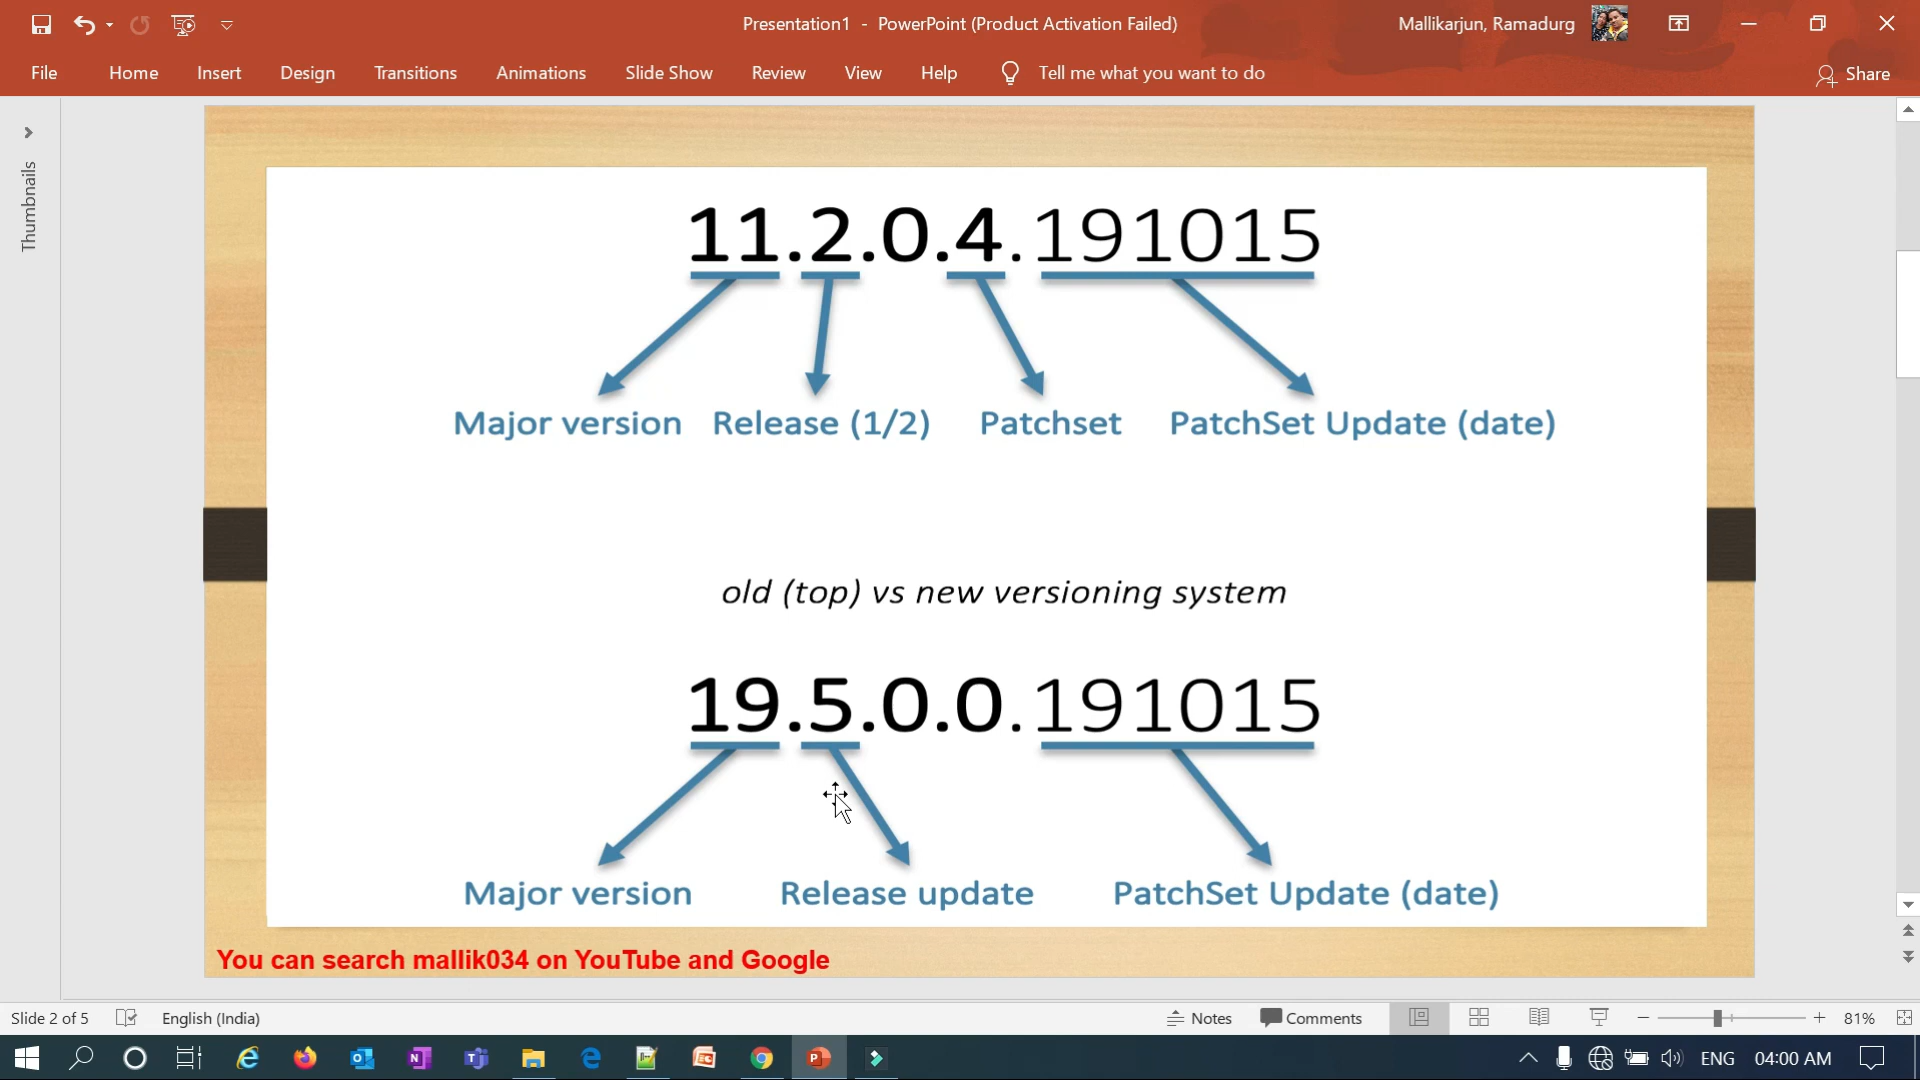 Presentation1 - PowerPoint (Product Activation Failed)
Mallikarjun, Ramadurg
File Home Insert Design Transitions Animations Slide Show Review View Help Tell me what you want to do Share
Thumbnails
11.2.0.4.191015
Major version Release (1/2) Patchset PatchSet Update (date)
old (top) vs new versioning system
19.5.0.0.191015
Major version Release update PatchSet Update (date)
You can search mallik034 on YouTube and Google
Slide 2 of 5 English (India) Notes Comments 81%
ENG 04:00 AM